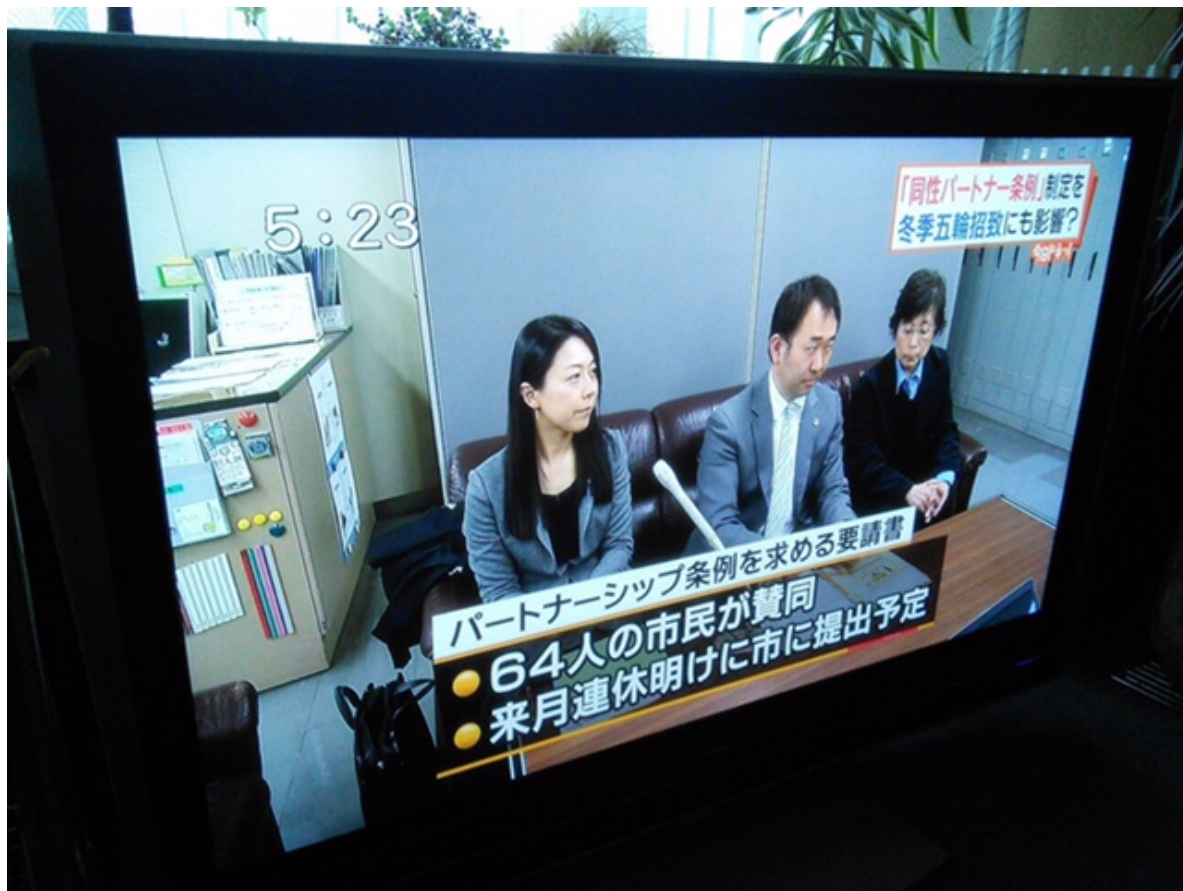 5:23
「同性パートナー条例」制定を
冬季五輪招致にも影響?
パートナーシップ条例を求める要請書
●64人の市民が賛同
●来月連休明けに市に提出予定